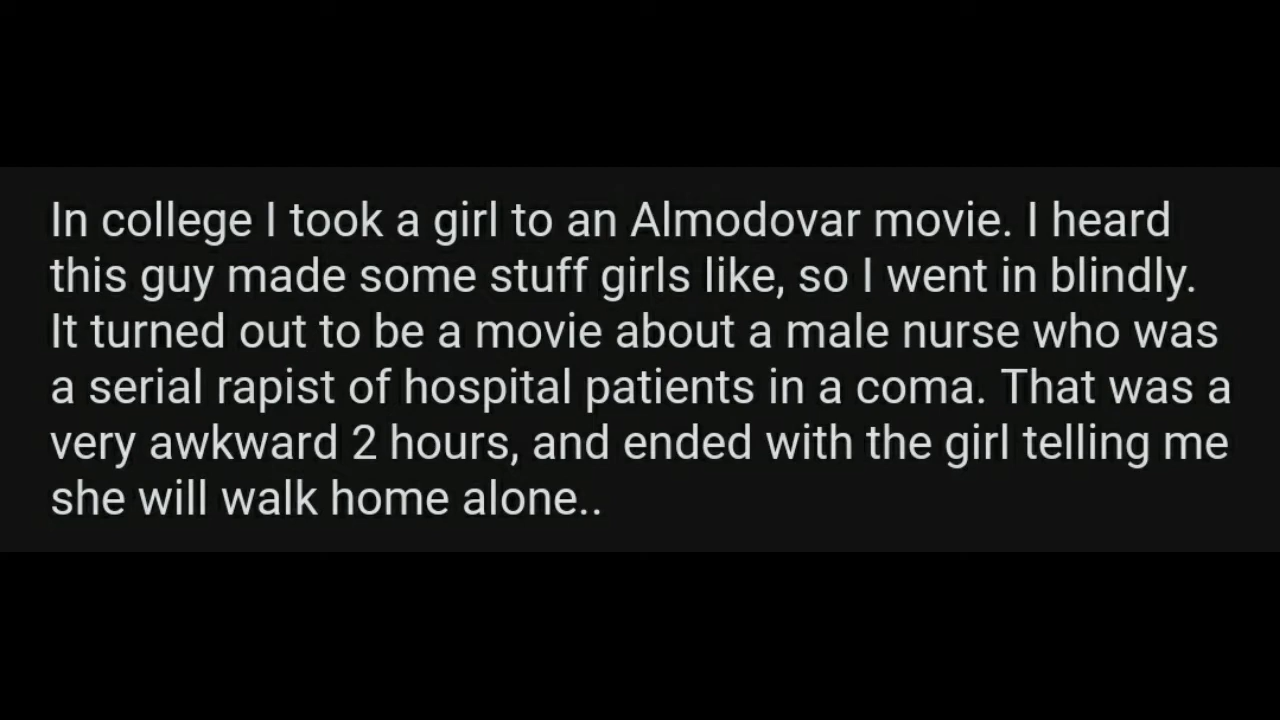 In college I took a girl to an Almodovar movie. I heard
this guy made some stuff girls like, so I went in blindly.
It turned out to be a movie about a male nurse who was
a serial rapist of hospital patients in a coma. That was a
very awkward 2 hours, and ended with the girl telling me
she will walk home alone..